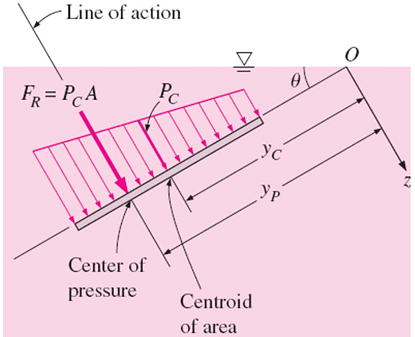 Line of action
O
θ
F_R = P_C A
P_C
y_C
y_P
z
Center of
pressure
Centroid
of area